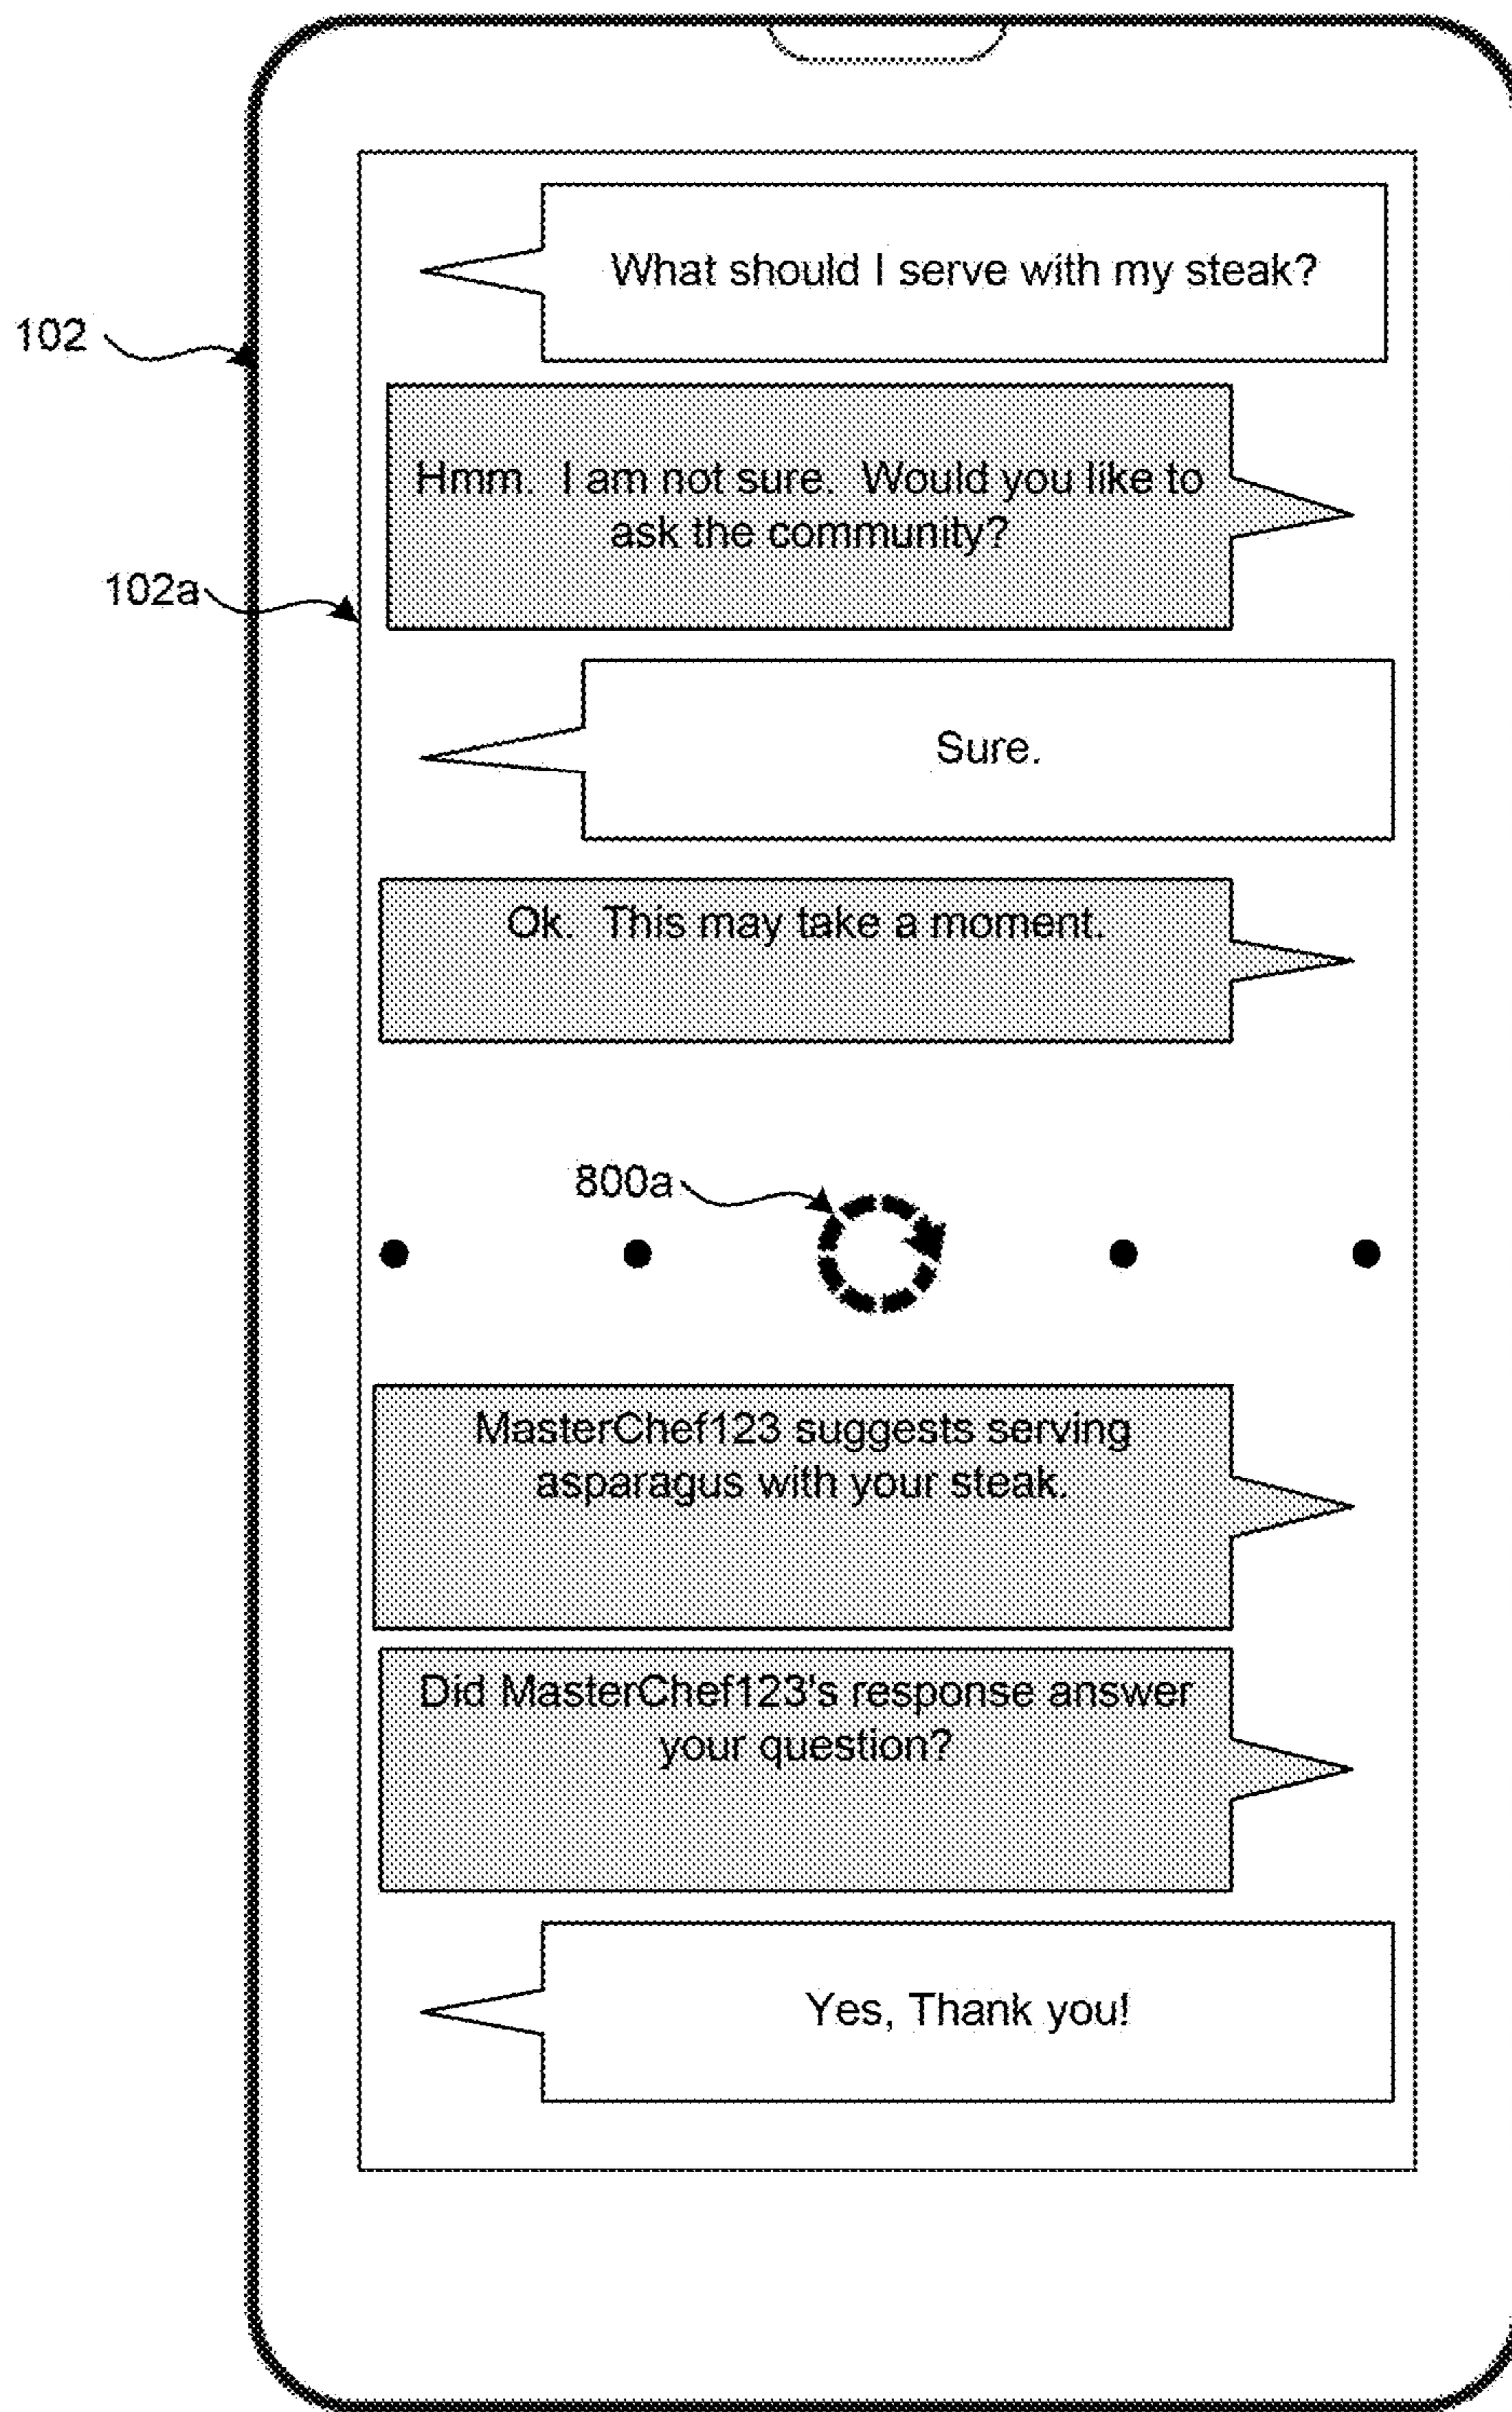 What should I serve with my steak?
102
Hmm.  I am not sure.  Would you like to
ask the community?
102a
Sure.
Ok.  This may take a moment.
800a
MasterChef123 suggests serving
asparagus with your steak.
Did MasterChef123's response answer
your question?
Yes, Thank you!